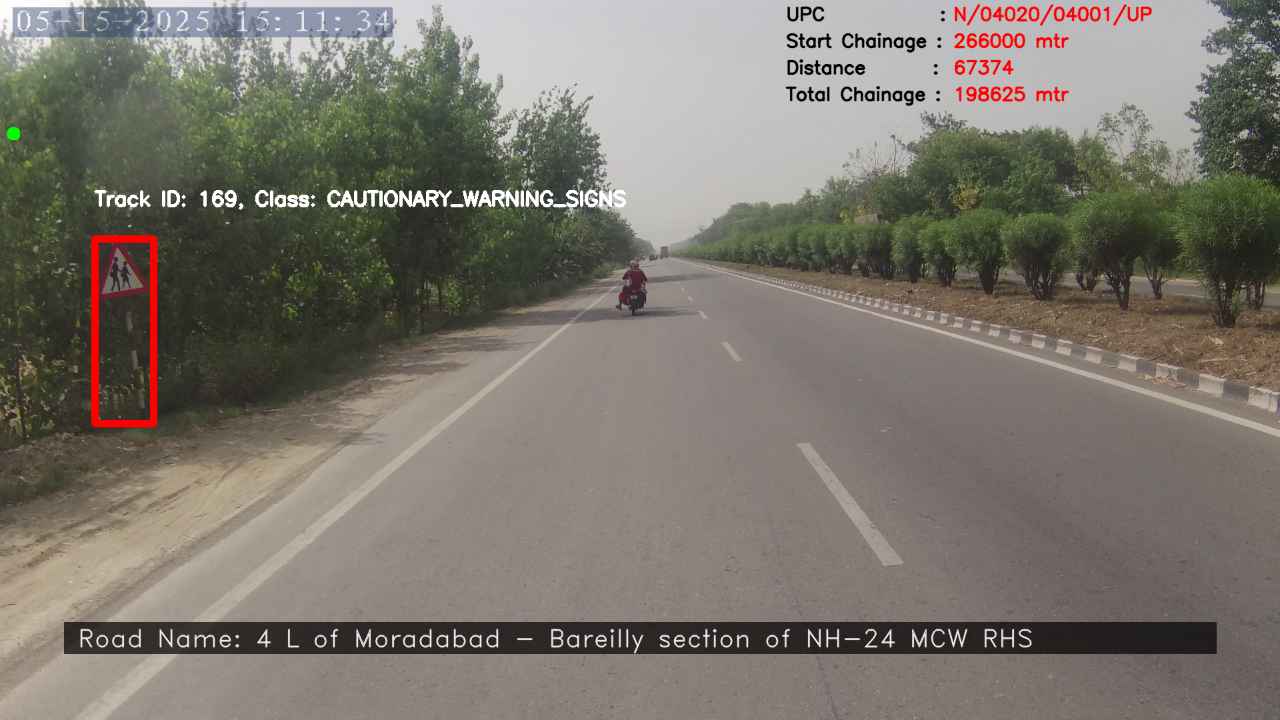 05-15-2025 15:11:34
UPC : N/04020/04001/UP
Start Chainage : 266000 mtr
Distance : 67374
Total Chainage : 198625 mtr
Track ID: 169, Class: CAUTIONARY_WARNING_SIGNS
Road Name: 4 L of Moradabad - Bareilly section of NH-24 MCW RHS